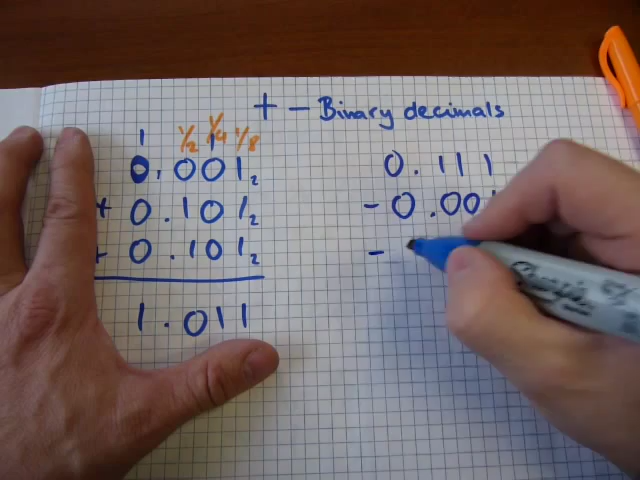 + - Binary decimals
1 1/2 1/4 1/8
0.001₂
+ 0.101₂
+ 0.101₂
1.011
0.111
- 0.00
-
Sharpie